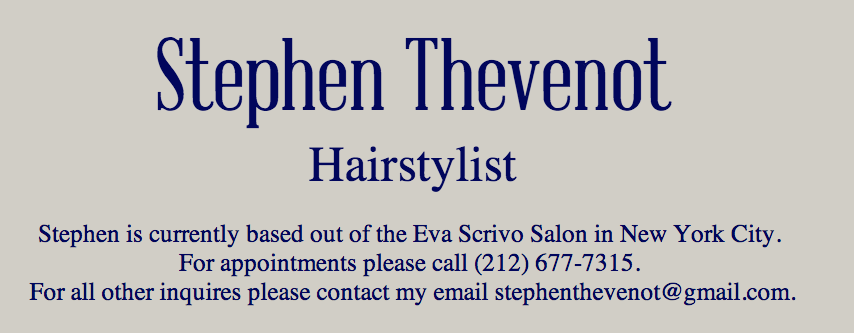 Stephen Thevenot
Hairstylist
Stephen is currently based out of the Eva Scrivo Salon in New York City.
For appointments please call (212) 677-7315.
For all other inquires please contact my email stephenthevenot@gmail.com.